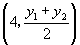 (4, y₁ + y₂ / 2)